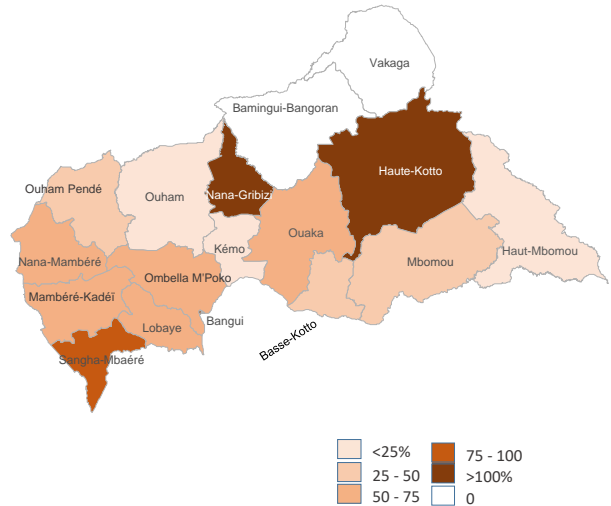 Vakaga
Bamingui-Bangoran
Haute-Kotto
Ouham Pendé
Ouham
Nana-Gribizi
Ouaka
Kémo
Haut-Mbomou
Nana-Mambéré
Ombella M'Poko
Mbomou
Mambéré-Kadéï
Lobaye
Bangui
Basse-Kotto
Sangha-Mbaéré
<25%
75 - 100
25 - 50
>100%
50 - 75
0